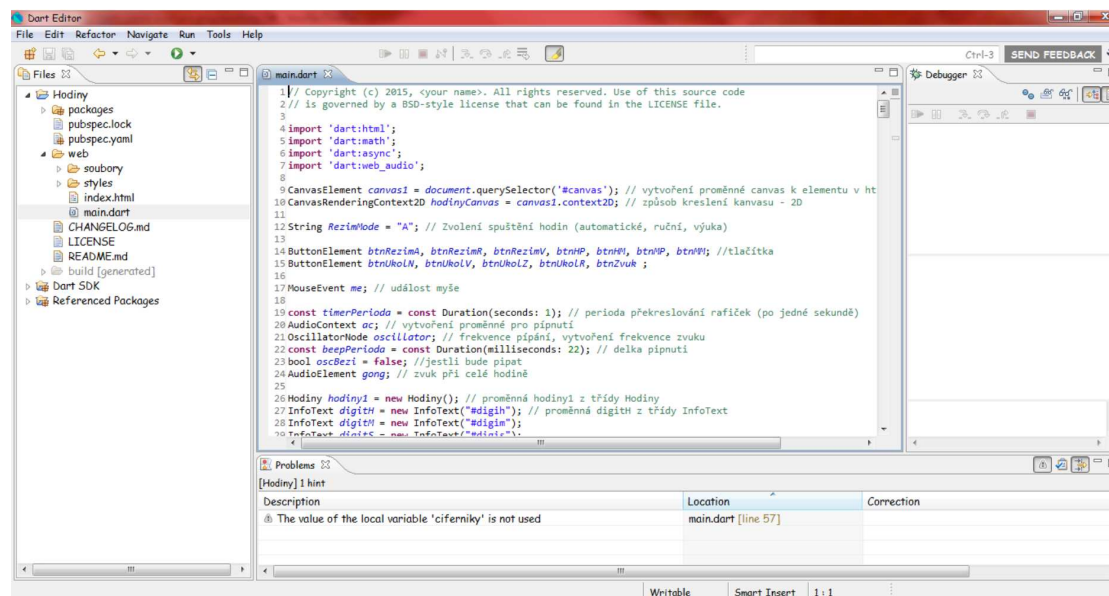 Dart Editor
File Edit Refactor Navigate Run Tools Help
Ctrl-3 SEND FEEDBACK
Files
Hodiny
packages
pubspec.lock
pubspec.yaml
web
soubory
styles
index.html
main.dart
CHANGELOG.md
LICENSE
README.md
build [generated]
Dart SDK
Referenced Packages
main.dart
1 // Copyright (c) 2015, <your name>. All rights reserved. Use of this source code
2 // is governed by a BSD-style license that can be found in the LICENSE file.
3
4 import 'dart:html';
5 import 'dart:math';
6 import 'dart:async';
7 import 'dart:web_audio';
8
9 CanvasElement canvas1 = document.querySelector('#canvas'); // vytvoření proměnné canvas k elementu v ht
10 CanvasRenderingContext2D hodinyCanvas = canvas1.context2D; // způsob kreslení kanvasu - 2D
11
12 String RezimMode = "A"; // Zvolení spuštění hodin (automatické, ruční, výuka)
13
14 ButtonElement btnRezimA, btnRezimR, btnRezimV, btnHP, btnHM, btnMP, btnMM; //tlačítka
15 ButtonElement btnUkolN, btnUkolV, btnUkolZ, btnUkolR, btnZvuk ;
16
17 MouseEvent me; // událost myše
18
19 const timerPerioda = const Duration(seconds: 1); // perioda překreslování rafiček (po jedné sekundě)
20 AudioContext ac; // vytvoření proměnné pro pípnutí
21 OscillatorNode oscillator; // frekvence pípání, vytvoření frekvence zvuku
22 const beepPerioda = const Duration(milliseconds: 22); // delka pipnuti
23 bool oscBezi = false; //jestli bude pipat
24 AudioElement gong; // zvuk při celé hodině
25
26 Hodiny hodiny1 = new Hodiny(); // proměnná hodiny1 z třídy Hodiny
27 InfoText digitH = new InfoText("#digih"); // proměnná digitH z třídy InfoText
28 InfoText digitM = new InfoText("#digim");
29 InfoText digitS = new InfoText("#digis");
Debugger
Problems
[Hodiny] 1 hint
Description Location Correction
The value of the local variable 'ciferniky' is not used main.dart [line 57]
Writable Smart Insert 1 : 1